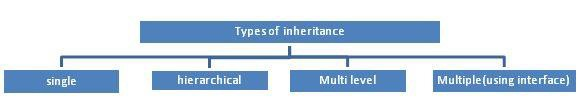 Types of inheritance
single
hierarchical
Multi level
Multiple(using interface)